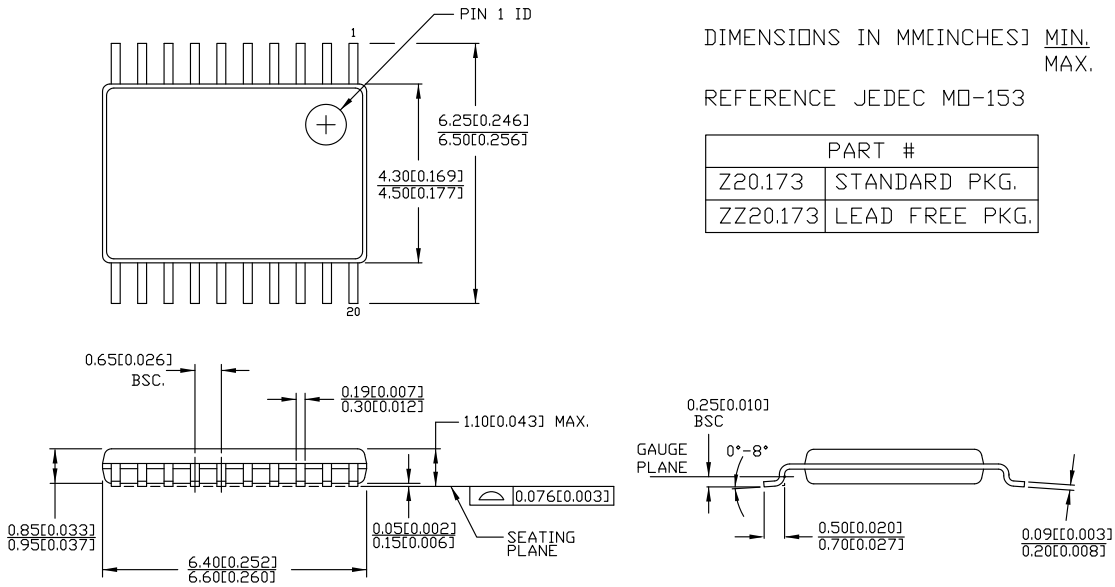 PIN 1 ID
1
DIMENSIONS IN MM[INCHES] MIN.
MAX.
REFERENCE JEDEC MO-153
6.25[0.246]
6.50[0.256]
4.30[0.169]
4.50[0.177]
PART #
Z20.173 STANDARD PKG.
ZZ20.173 LEAD FREE PKG.
20
0.65[0.026]
BSC.
0.19[0.007]
0.30[0.012]
1.10[0.043] MAX.
0.85[0.033]
0.95[0.037]
0.05[0.002]
0.15[0.006]
0.076[0.003]
SEATING
PLANE
6.40[0.252]
6.60[0.260]
0.25[0.010]
BSC
GAUGE
PLANE
0°-8°
0.50[0.020]
0.70[0.027]
0.09[[0.003]
0.20[0.008]